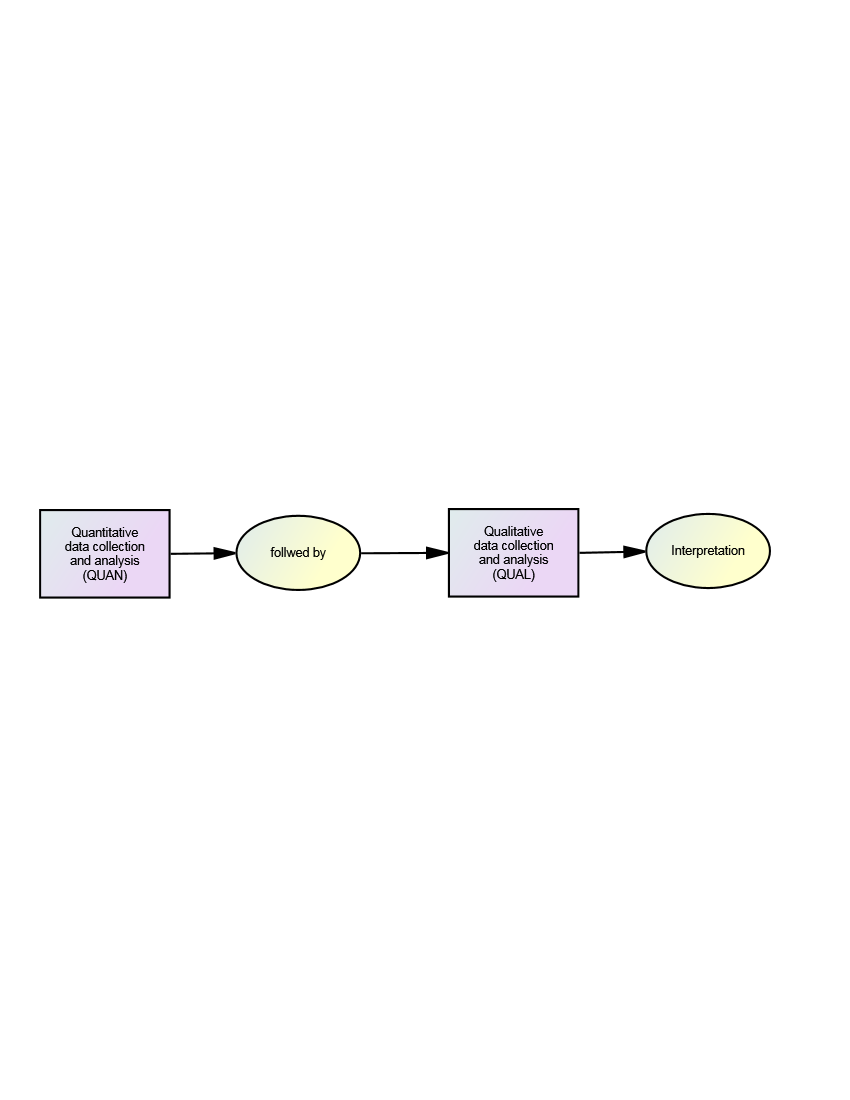 Quantitative
data collection
and analysis
(QUAN)
follwed by
Qualitative
data collection
and analysis
(QUAL)
Interpretation